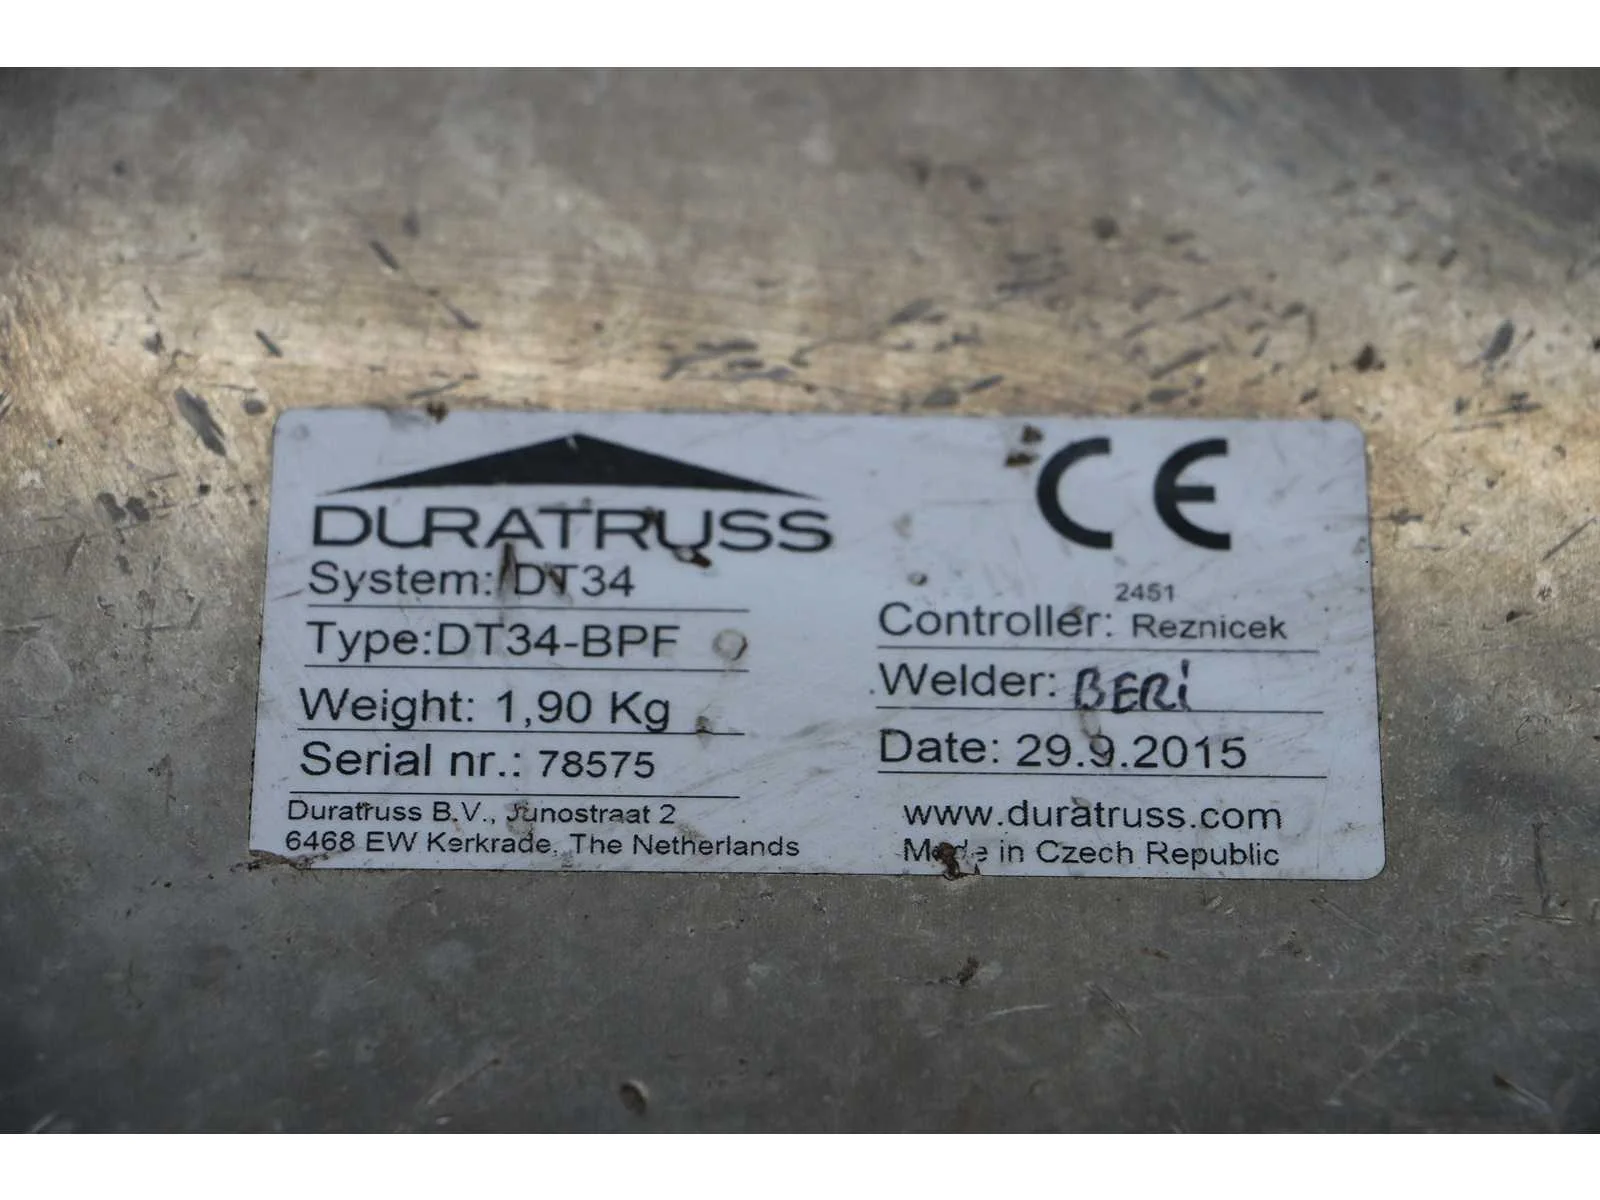 DURATRUSS
System: DT34
Type:DT34-BPF
Weight: 1,90 Kg
Serial nr.: 78575
Duratruss B.V., Junostraat 2
6468 EW Kerkrade, The Netherlands
CE
2451
Controller: Reznicek
Welder: BERi
Date: 29.9.2015
www.duratruss.com
Made in Czech Republic